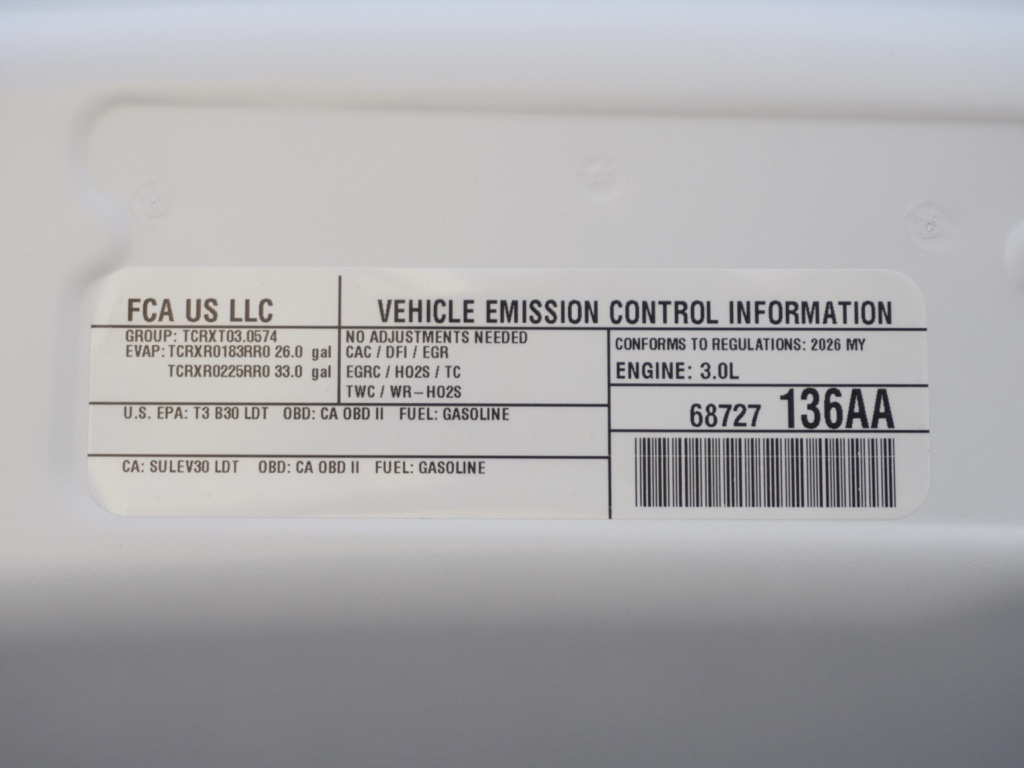 FCA US LLC
VEHICLE EMISSION CONTROL INFORMATION
GROUP: TCRXT03.0574
EVAP: TCRXR0183RR0 26.0 gal
TCRXR0225RR0 33.0 gal
NO ADJUSTMENTS NEEDED
CAC / DFI / EGR
EGRC / HO2S / TC
TWC / WR-HO2S
CONFORMS TO REGULATIONS: 2026 MY
ENGINE: 3.0L
68727 136AA
U.S. EPA: T3 B30 LDT OBD: CA OBD II FUEL: GASOLINE
CA: SULEV30 LDT OBD: CA OBD II FUEL: GASOLINE